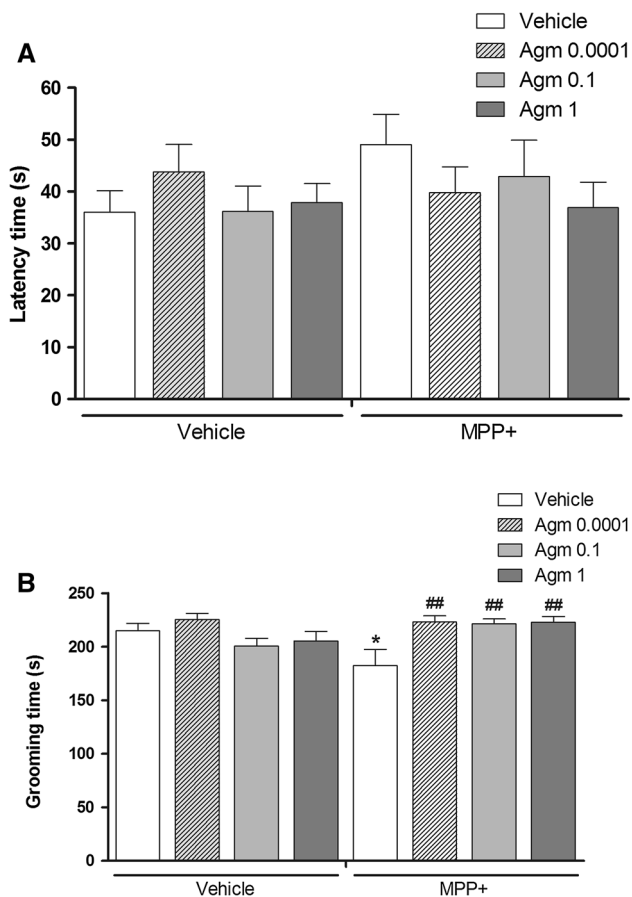 A
Vehicle
Agm 0.0001
Agm 0.1
Agm 1
Latency time (s)
60
50
40
30
20
10
0
Vehicle MPP+
B
Vehicle
Agm 0.0001
Agm 0.1
Agm 1
Grooming time (s)
250
200
150
100
50
0
* ## ## ##
Vehicle MPP+